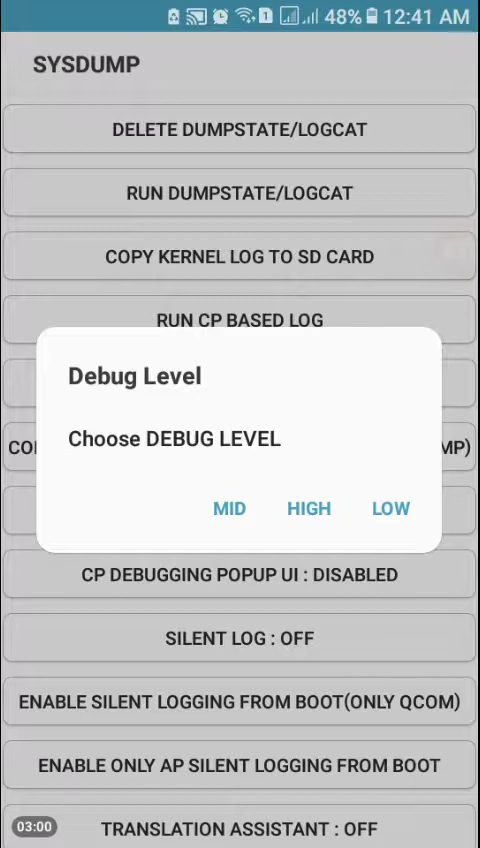 48% 12:41 AM
SYSDUMP
DELETE DUMPSTATE/LOGCAT
RUN DUMPSTATE/LOGCAT
COPY KERNEL LOG TO SD CARD
RUN CP BASED LOG
Debug Level
Choose DEBUG LEVEL
MID HIGH LOW
MP)
CP DEBUGGING POPUP UI : DISABLED
SILENT LOG : OFF
ENABLE SILENT LOGGING FROM BOOT(ONLY QCOM)
ENABLE ONLY AP SILENT LOGGING FROM BOOT
03:00
TRANSLATION ASSISTANT : OFF